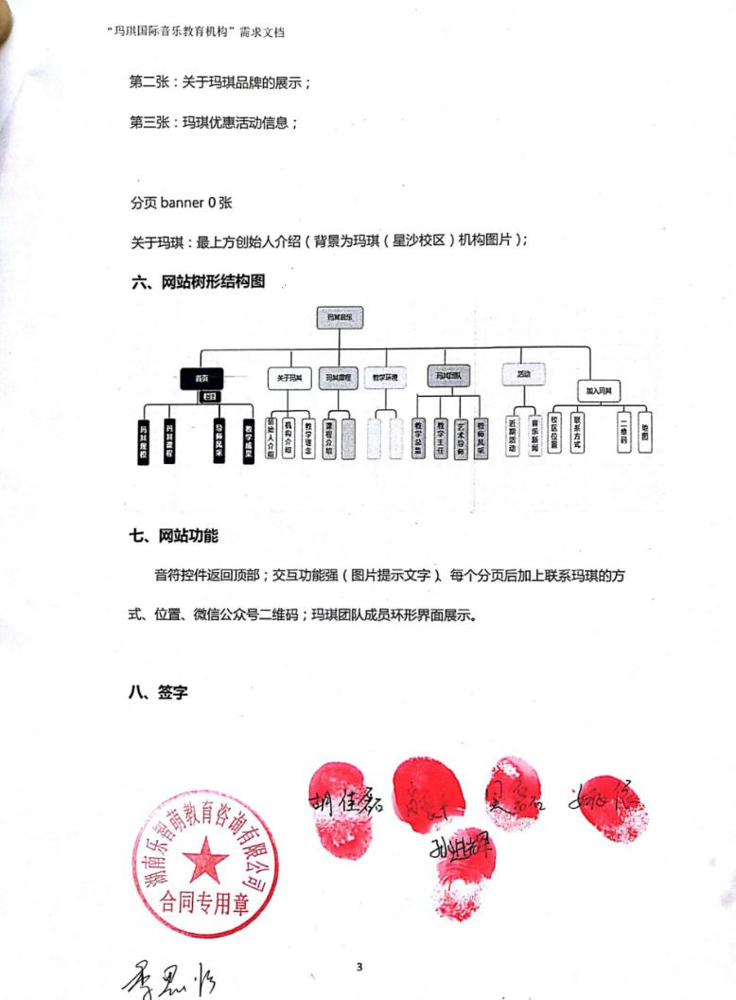 “玛琪国际音乐教育机构”需求文档
第二张：关于玛琪品牌的展示；
第三张：玛琪优惠活动信息；
分页 banner 0 张
关于玛琪：最上方创始人介绍（背景为玛琪（星沙校区）机构图片）；
六、网站树形结构图
玛其音乐
首页
关于玛其
玛其课程
教学环境
玛其团队
活动
加入玛其
栏目
玛其规模
玛其课程
导师风采
教学成果
创始人介绍
机构介绍
教学理念
课程介绍
教学总监
教学主任
艺术导师
教师风采
近期活动
音乐新闻
校区位置
联系方式
二维码
地图
七、网站功能
音符控件返回顶部；交互功能强（图片提示文字）、每个分页后加上联系玛琪的方
式、位置、微信公众号二维码；玛琪团队成员环形界面展示。
八、签字
胡佳磊
湖南乐智萌教育咨询有限公司
合同专用章
3